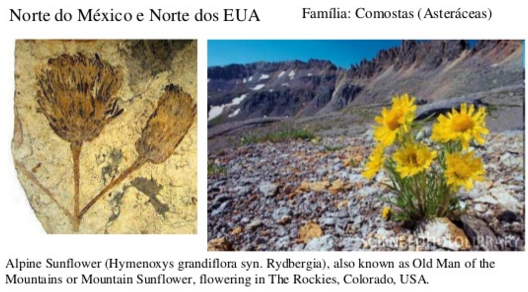 Norte do México e Norte dos EUA
Família: Comostas (Asteráceas)
SCIENCEPHOTOLIBRARY
Alpine Sunflower (Hymenoxys grandiflora syn. Rydbergia), also known as Old Man of the
Mountains or Mountain Sunflower, flowering in The Rockies, Colorado, USA.